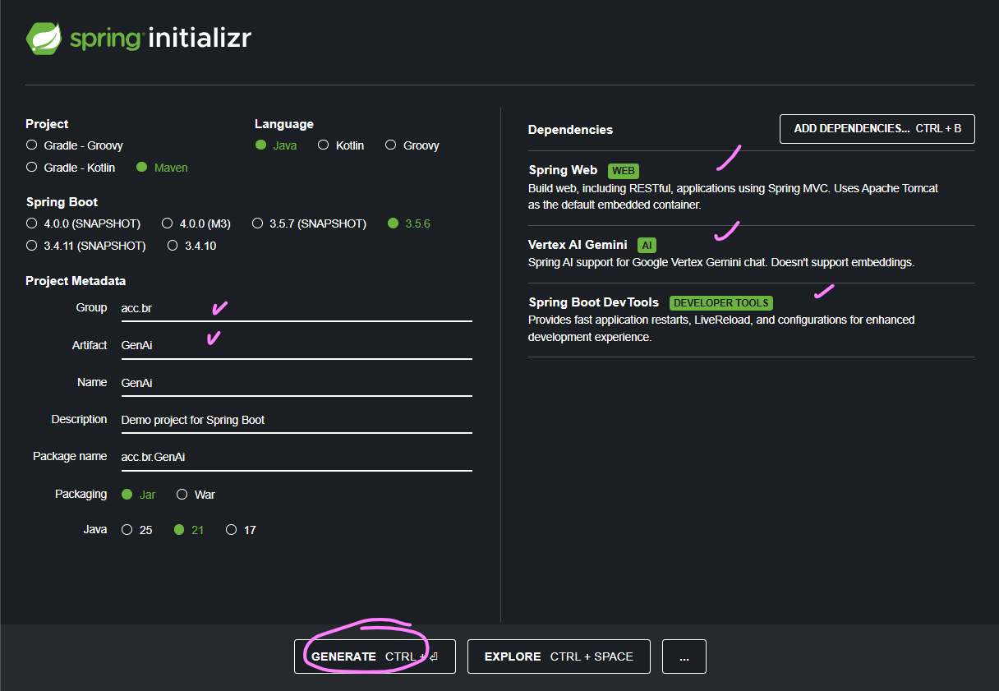 spring initializr
Project
Gradle - Groovy
Gradle - Kotlin Maven
Language
Java Kotlin Groovy
Spring Boot
4.0.0 (SNAPSHOT) 4.0.0 (M3) 3.5.7 (SNAPSHOT) 3.5.6
3.4.11 (SNAPSHOT) 3.4.10
Project Metadata
Group acc.br
Artifact GenAi
Name GenAi
Description Demo project for Spring Boot
Package name acc.br.GenAi
Packaging Jar War
Java 25 21 17
Dependencies
ADD DEPENDENCIES... CTRL + B
Spring Web WEB
Build web, including RESTful, applications using Spring MVC. Uses Apache Tomcat
as the default embedded container.
Vertex AI Gemini AI
Spring AI support for Google Vertex Gemini chat. Doesn't support embeddings.
Spring Boot DevTools DEVELOPER TOOLS
Provides fast application restarts, LiveReload, and configurations for enhanced
development experience.
GENERATE CTRL + ⏎
EXPLORE CTRL + SPACE
...